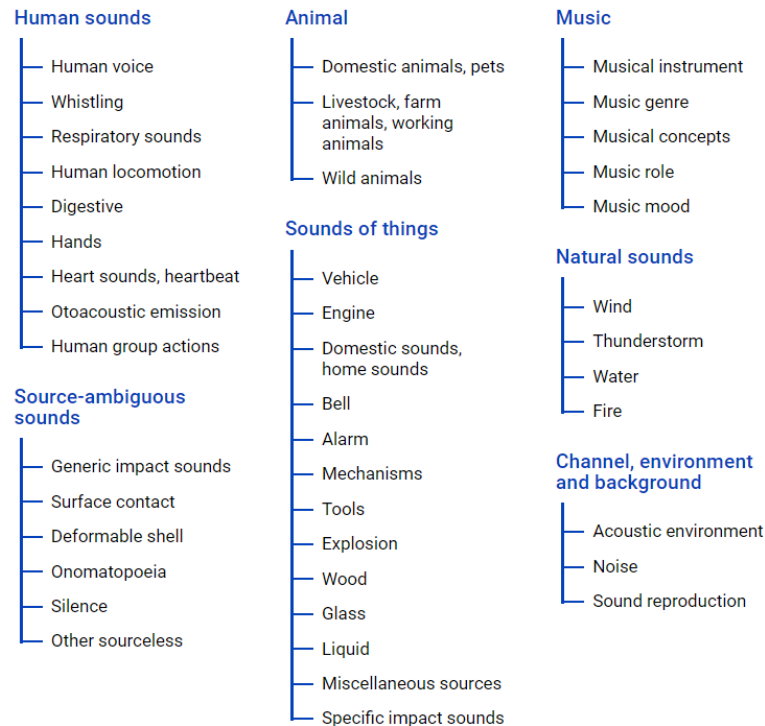 Human sounds
Human voice
Whistling
Respiratory sounds
Human locomotion
Digestive
Hands
Heart sounds, heartbeat
Otoacoustic emission
Human group actions
Source-ambiguous
sounds
Generic impact sounds
Surface contact
Deformable shell
Onomatopoeia
Silence
Other sourceless
Animal
Domestic animals, pets
Livestock, farm
animals, working
animals
Wild animals
Sounds of things
Vehicle
Engine
Domestic sounds,
home sounds
Bell
Alarm
Mechanisms
Tools
Explosion
Wood
Glass
Liquid
Miscellaneous sources
Specific impact sounds
Music
Musical instrument
Music genre
Musical concepts
Music role
Music mood
Natural sounds
Wind
Thunderstorm
Water
Fire
Channel, environment
and background
Acoustic environment
Noise
Sound reproduction